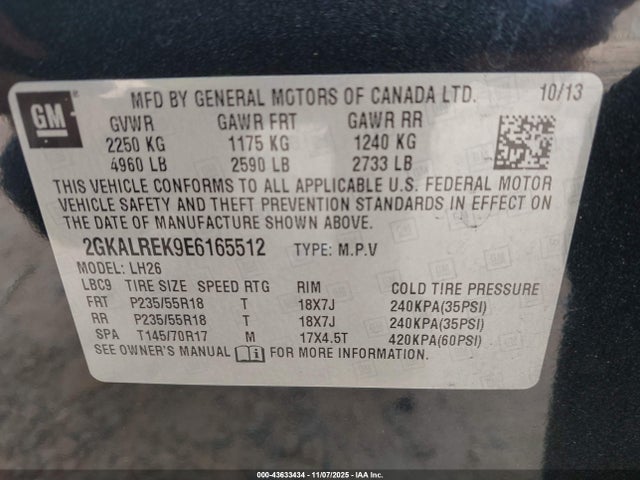 GM
MFD BY GENERAL MOTORS OF CANADA LTD. 10/13
GVWR GAWR FRT GAWR RR
2250 KG 1175 KG 1240 KG
4960 LB 2590 LB 2733 LB
THIS VEHICLE CONFORMS TO ALL APPLICABLE U.S. FEDERAL MOTOR
VEHICLE SAFETY AND THEFT PREVENTION STANDARDS IN EFFECT ON
THE DATE OF MANUFACTURE SHOWN ABOVE.
2GKALREK9E6165512 TYPE: M.P.V
MODEL: LH26
LBC9 TIRE SIZE SPEED RTG RIM COLD TIRE PRESSURE
FRT P235/55R18 T 18X7J 240KPA(35PSI)
RR P235/55R18 T 18X7J 240KPA(35PSI)
SPA T145/70R17 M 17X4.5T 420KPA(60PSI)
SEE OWNER'S MANUAL FOR MORE INFORMATION.
000-43633434 - 11/07/2025 - IAA Inc.